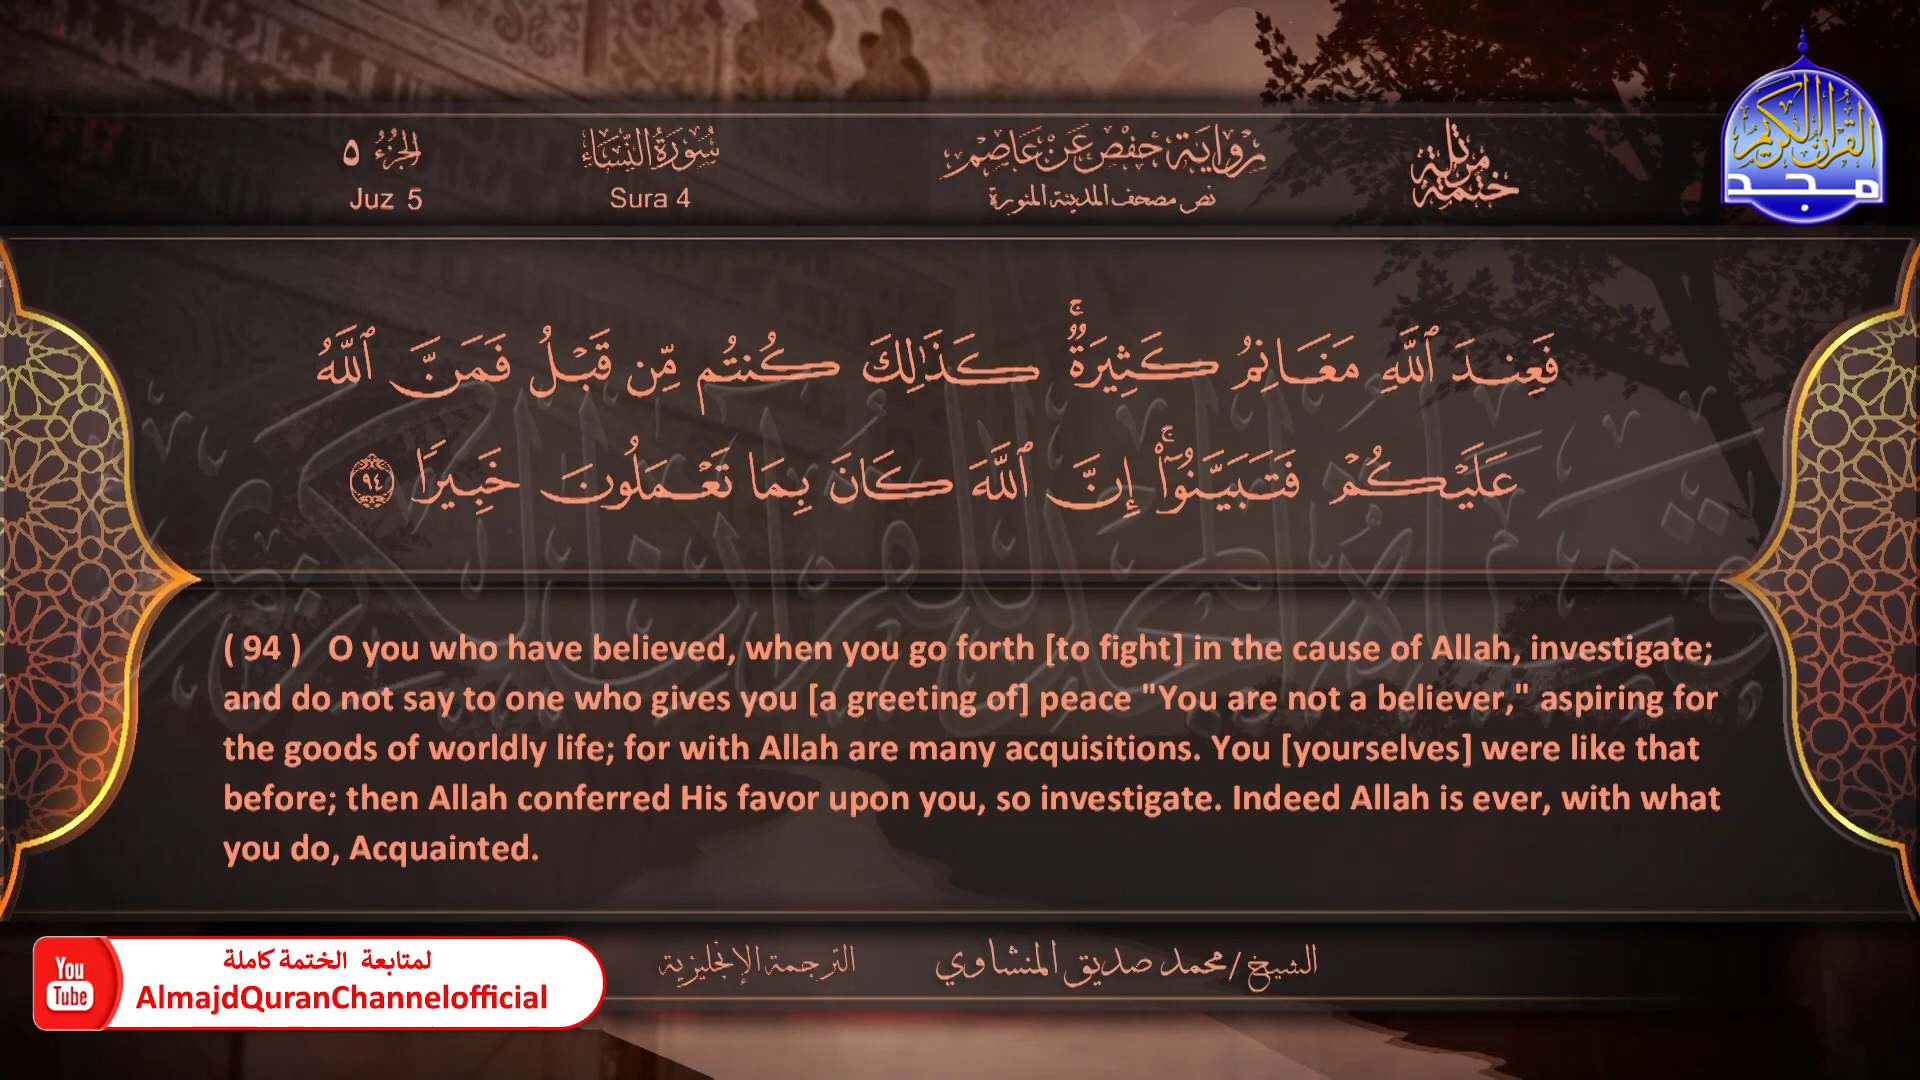 الجزء ٥
Juz 5
سورة النساء
Sura 4
رواية حفص عن عاصم
نص مصحف المدينة المنورة
ختمة مرتلة
القرآن الكريم
مجد
فَعِندَ ٱللَّهِ مَغَانِمُ كَثِيرَةٌۚ كَذَٰلِكَ كُنتُم مِّن قَبْلُ فَمَنَّ ٱللَّهُ
عَلَيْكُمْ فَتَبَيَّنُوٓا۟ۚ إِنَّ ٱللَّهَ كَانَ بِمَا تَعْمَلُونَ خَبِيرًا ٩٤
( 94 ) O you who have believed, when you go forth [to fight] in the cause of Allah, investigate;
and do not say to one who gives you [a greeting of] peace "You are not a believer," aspiring for
the goods of worldly life; for with Allah are many acquisitions. You [yourselves] were like that
before; then Allah conferred His favor upon you, so investigate. Indeed Allah is ever, with what
you do, Acquainted.
You
Tube
لمتابعة الختمة كاملة
AlmajdQuranChannelofficial
الترجمة الإنجليزية
الشيخ / محمد صديق المنشاوي